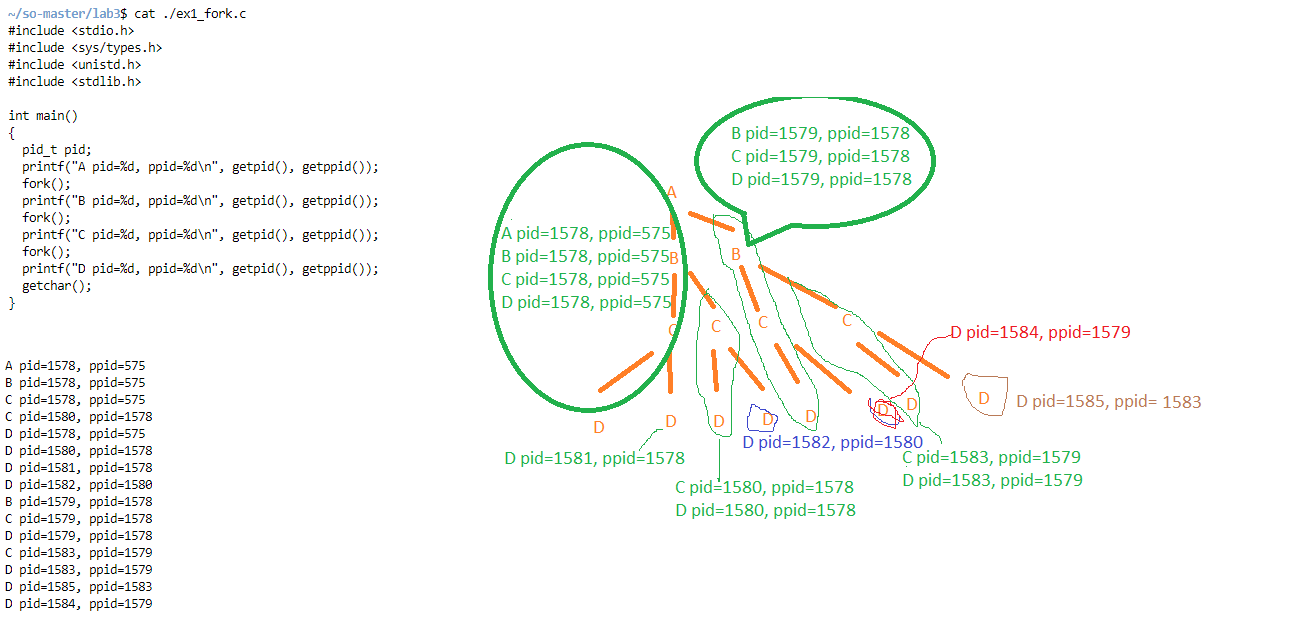 ~/so-master/lab3$ cat ./ex1_fork.c
#include <stdio.h>
#include <sys/types.h>
#include <unistd.h>
#include <stdlib.h>
int main()
{
pid_t pid;
printf("A pid=%d, ppid=%d\n", getpid(), getppid());
fork();
printf("B pid=%d, ppid=%d\n", getpid(), getppid());
fork();
printf("C pid=%d, ppid=%d\n", getpid(), getppid());
fork();
printf("D pid=%d, ppid=%d\n", getpid(), getppid());
getchar();
}
A pid=1578, ppid=575
B pid=1578, ppid=575
C pid=1578, ppid=575
C pid=1580, ppid=1578
D pid=1578, ppid=575
D pid=1580, ppid=1578
D pid=1581, ppid=1578
D pid=1582, ppid=1580
B pid=1579, ppid=1578
C pid=1579, ppid=1578
D pid=1579, ppid=1578
C pid=1583, ppid=1579
D pid=1583, ppid=1579
D pid=1585, ppid=1583
D pid=1584, ppid=1579
B pid=1579, ppid=1578
C pid=1579, ppid=1578
D pid=1579, ppid=1578
A
A pid=1578, ppid=575
B pid=1578, ppid=575
C pid=1578, ppid=575
D pid=1578, ppid=575
B
B
C
C
C
C
D pid=1584, ppid=1579
D
D
D
D
D
D
D
D
D pid=1585, ppid= 1583
D pid=1582, ppid=1580
D pid=1581, ppid=1578
C pid=1583, ppid=1579
D pid=1583, ppid=1579
C pid=1580, ppid=1578
D pid=1580, ppid=1578